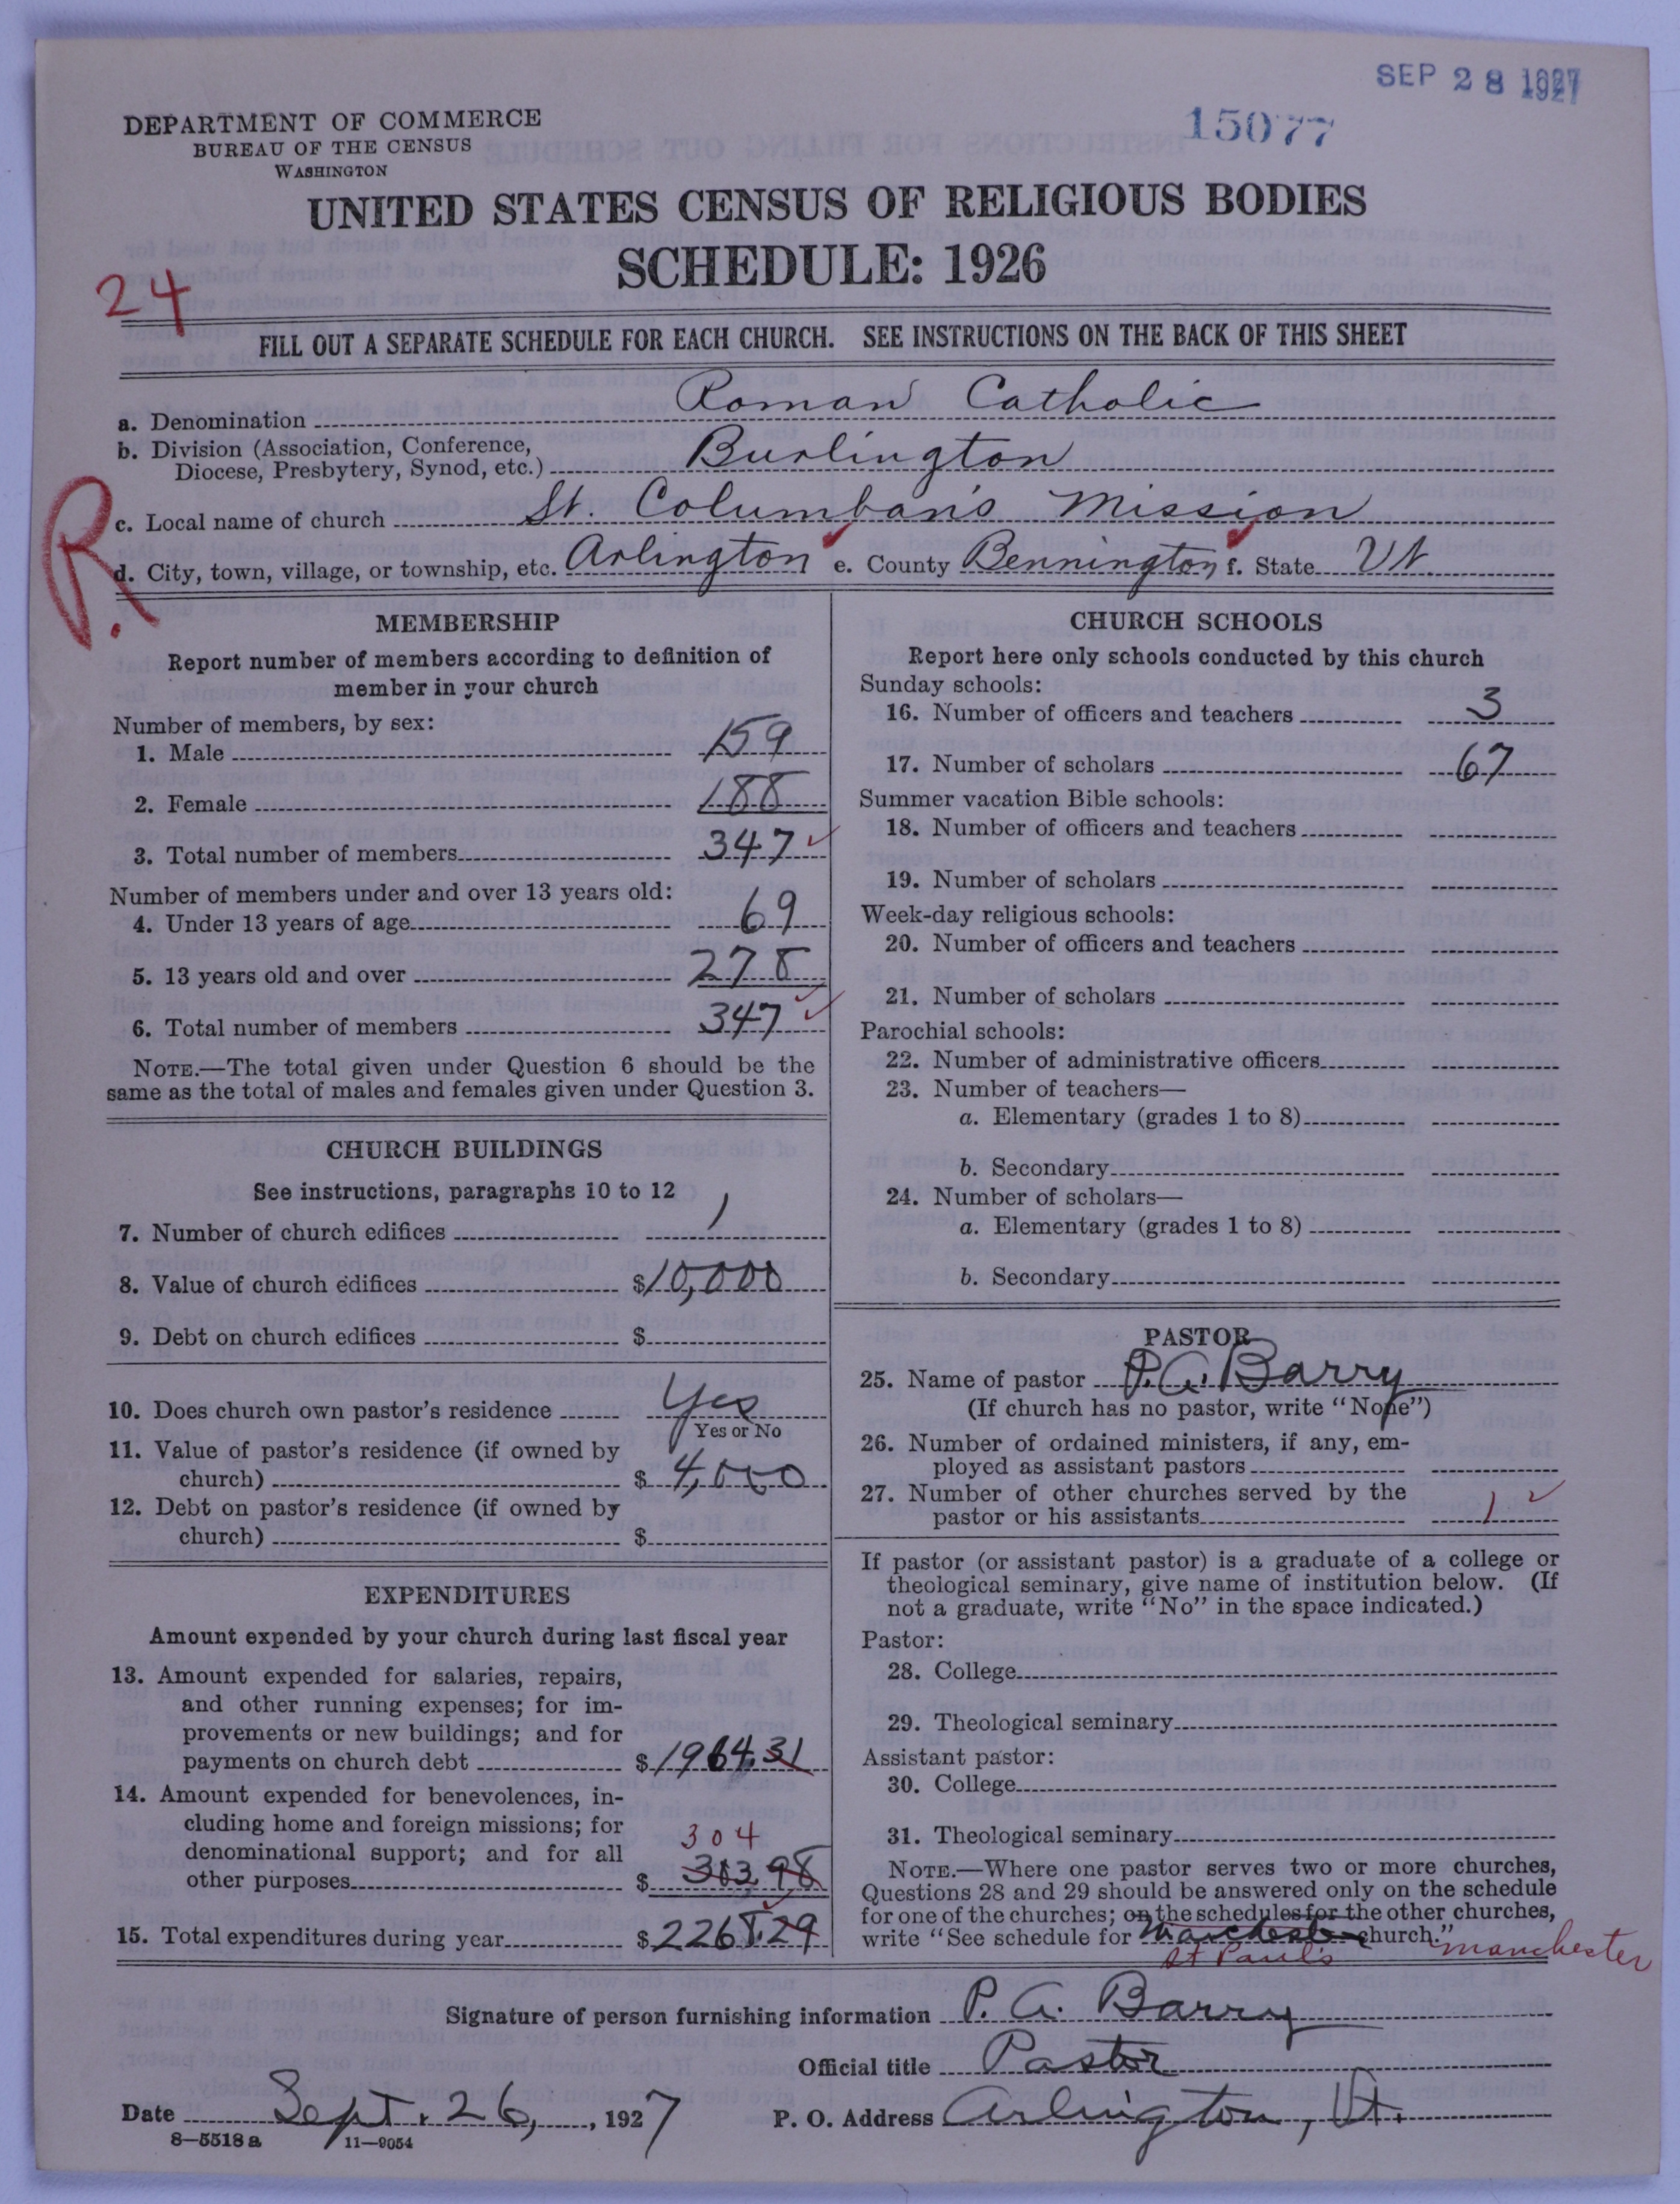 SEP 28 1927
15077
DEPARTMENT OF COMMERCE
BUREAU OF THE CENSUS
WASHINGTON
UNITED STATES CENSUS OF RELIGIOUS BODIES
SCHEDULE: 1926
24
FILL OUT A SEPARATE SCHEDULE FOR EACH CHURCH. SEE INSTRUCTIONS ON THE BACK OF THIS SHEET
a. Denomination Roman Catholic
b. Division (Association, Conference,
Diocese, Presbytery, Synod, etc.) Burlington
R.
c. Local name of church St. Columban's Mission
d. City, town, village, or township, etc. Arlington e. County Bennington f. State Vt.
MEMBERSHIP
Report number of members according to definition of
member in your church
Number of members, by sex:
1. Male 159
2. Female 188
3. Total number of members 347 ✓
Number of members under and over 13 years old:
4. Under 13 years of age 69
5. 13 years old and over 278
6. Total number of members 347 ✓
NOTE.—The total given under Question 6 should be the
same as the total of males and females given under Question 3.
CHURCH BUILDINGS
See instructions, paragraphs 10 to 12
7. Number of church edifices 1
8. Value of church edifices $10,000
9. Debt on church edifices $
10. Does church own pastor's residence Yes
Yes or No
11. Value of pastor's residence (if owned by
church) $ 4,000
12. Debt on pastor's residence (if owned by
church) $
EXPENDITURES
Amount expended by your church during last fiscal year
13. Amount expended for salaries, repairs,
and other running expenses; for im-
provements or new buildings; and for
payments on church debt $1964.31
14. Amount expended for benevolences, in-
cluding home and foreign missions; for
denominational support; and for all 304
other purposes $ 303.98
15. Total expenditures during year $2268.29
CHURCH SCHOOLS
Report here only schools conducted by this church
Sunday schools:
16. Number of officers and teachers 3
17. Number of scholars 67
Summer vacation Bible schools:
18. Number of officers and teachers
19. Number of scholars
Week-day religious schools:
20. Number of officers and teachers
21. Number of scholars
Parochial schools:
22. Number of administrative officers
23. Number of teachers—
a. Elementary (grades 1 to 8)
b. Secondary
24. Number of scholars—
a. Elementary (grades 1 to 8)
b. Secondary
PASTOR
25. Name of pastor P. A. Barry
(If church has no pastor, write "None")
26. Number of ordained ministers, if any, em-
ployed as assistant pastors
27. Number of other churches served by the
pastor or his assistants 1 ✓
If pastor (or assistant pastor) is a graduate of a college or
theological seminary, give name of institution below. (If
not a graduate, write "No" in the space indicated.)
Pastor:
28. College
29. Theological seminary
Assistant pastor:
30. College
31. Theological seminary
NOTE.—Where one pastor serves two or more churches,
Questions 28 and 29 should be answered only on the schedule
for one of the churches; on the schedules for the other churches,
write "See schedule for Manchester church." Manchester
St Paul's
Signature of person furnishing information P. A. Barry
Official title Pastor
Date Sept. 26, 1927 P. O. Address Arlington, Vt.
8—5518 a 11—9054